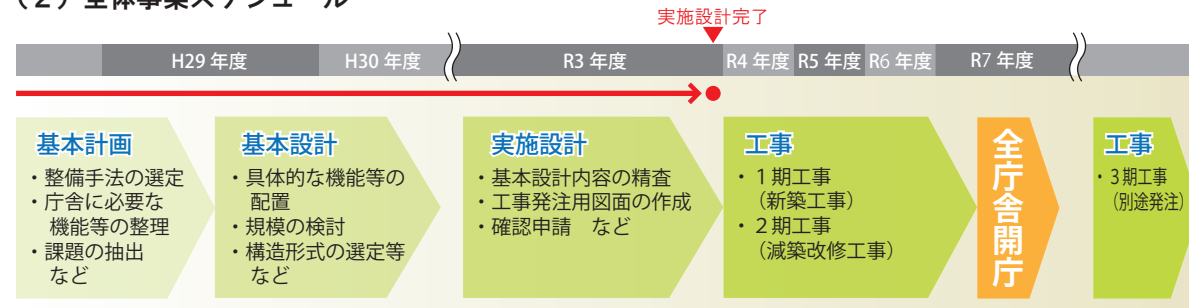 （２）全体事業スケジュール
実施設計完了
H29 年度
H30 年度
R3 年度
R4 年度
R5 年度
R6 年度
R7 年度
基本計画
・整備手法の選定
・庁舎に必要な
機能等の整理
・課題の抽出
など
基本設計
・具体的な機能等の
配置
・規模の検討
・構造形式の選定等
など
実施設計
・基本設計内容の精査
・工事発注用図面の作成
・確認申請　など
工事
・１期工事
（新築工事）
・２期工事
（減築改修工事）
全庁舎開庁
工事
・３期工事
（別途発注）